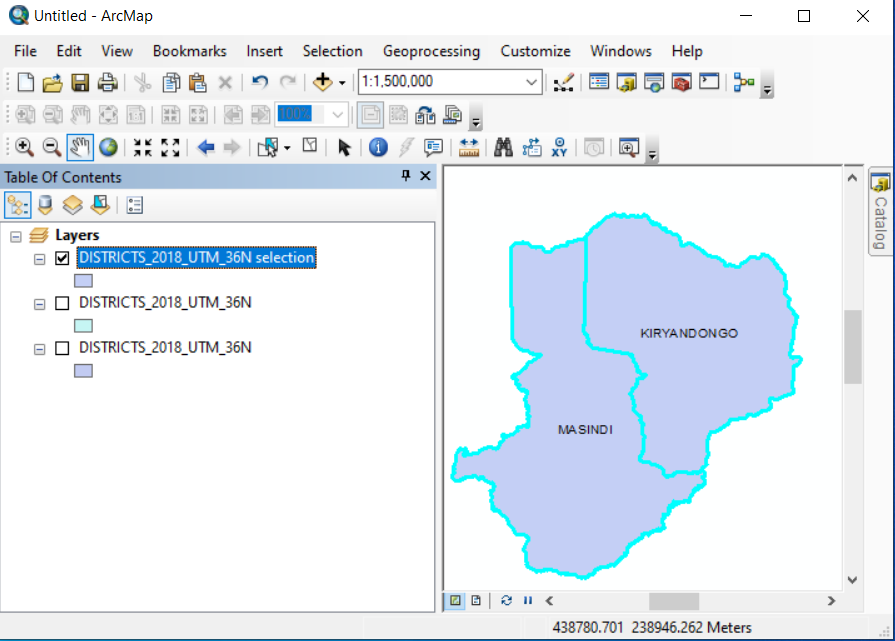 Untitled - ArcMap
File Edit View Bookmarks Insert Selection Geoprocessing Customize Windows Help
1:1,500,000
100%
XY
Table Of Contents
Layers
DISTRICTS_2018_UTM_36N selection
DISTRICTS_2018_UTM_36N
DISTRICTS_2018_UTM_36N
KIRYANDONGO
MASINDI
Catalog
438780.701 238946.262 Meters